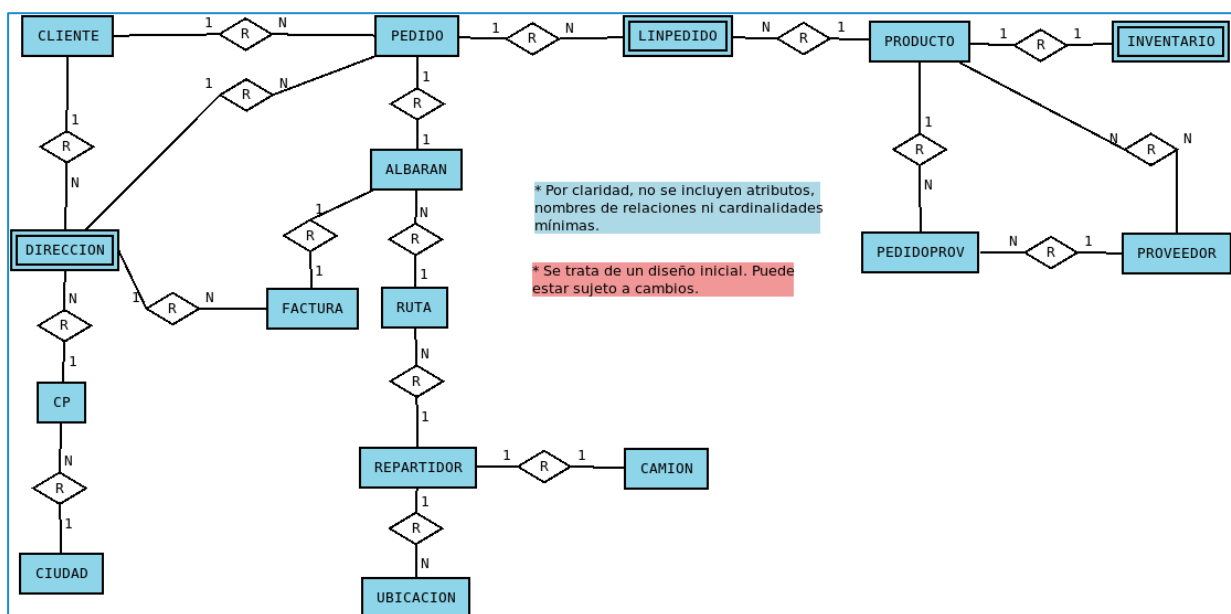 CLIENTE 1 R N PEDIDO 1 R N LINPEDIDO N R 1 PRODUCTO 1 R 1 INVENTARIO
1 R N
1 R 1
1 R N
1 R N
N R N
ALBARAN
* Por claridad, no se incluyen atributos,
nombres de relaciones ni cardinalidades
mínimas.
1 R 1
N R 1
DIRECCION
PEDIDOPROV N R 1 PROVEEDOR
* Se trata de un diseño inicial. Puede
estar sujeto a cambios.
1 R N FACTURA
RUTA
N R 1
N R 1
CP
N R 1
REPARTIDOR 1 R 1 CAMION
1 R N
CIUDAD
UBICACION